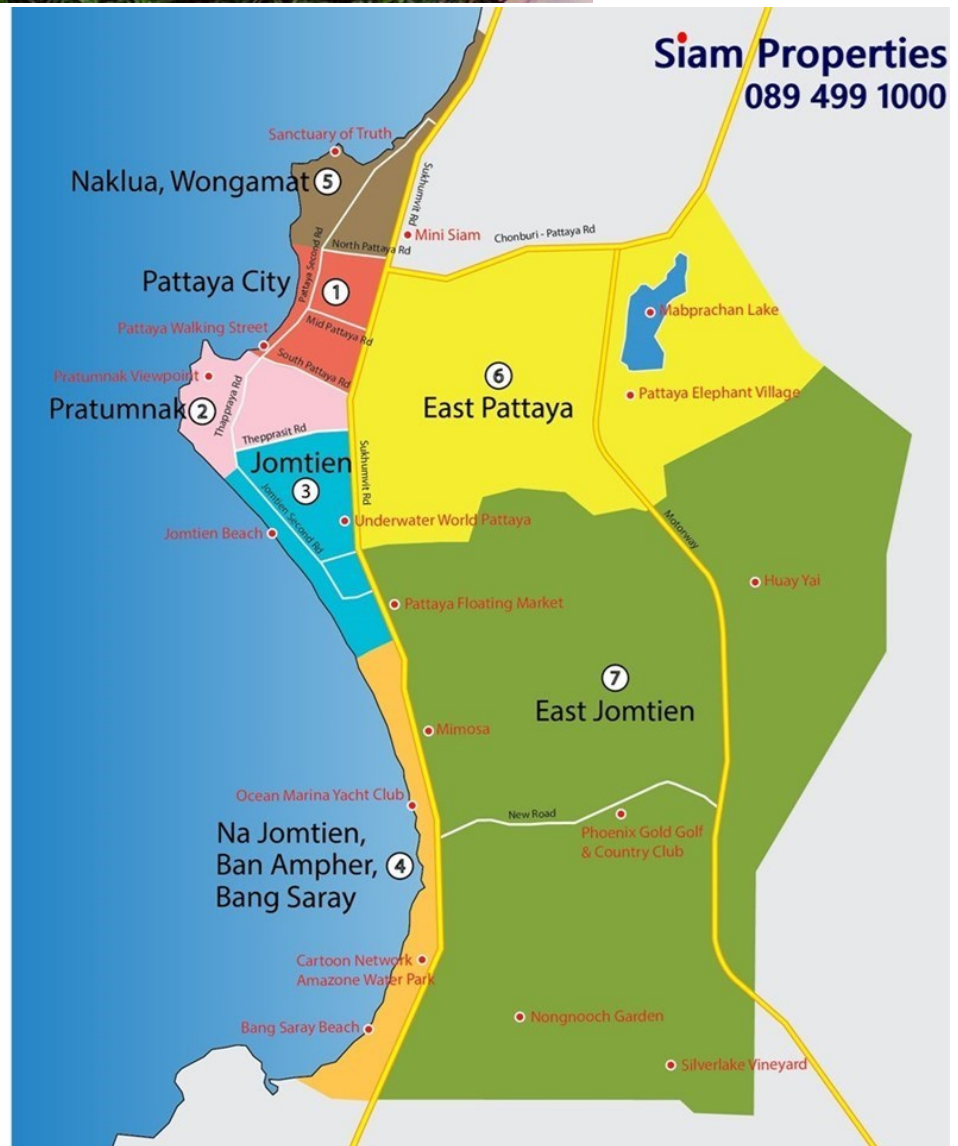 Siam Properties
089 499 1000
Sanctuary of Truth
Naklua, Wongamat 5
Sukhumvit Rd
Mini Siam
Chonburi - Pattaya Rd
North Pattaya Rd
Pattaya Second Rd
Pattaya City 1
Mabprachan Lake
Mid Pattaya Rd
Pattaya Walking Street
South Pattaya Rd
Pratumnak Viewpoint
6
East Pattaya
Pattaya Elephant Village
Pratumnak 2
Thappraya Rd
Thepprasit Rd
Jomtien
3
Sukhumvit Rd
Jomtien Second Rd
Underwater World Pattaya
Jomtien Beach
Motorway
Huay Yai
Pattaya Floating Market
7
East Jomtien
Mimosa
Ocean Marina Yacht Club
New Road
Phoenix Gold Golf
& Country Club
Na Jomtien,
Ban Ampher, 4
Bang Saray
Cartoon Network
Amazone Water Park
Nongnooch Garden
Bang Saray Beach
Silverlake Vineyard